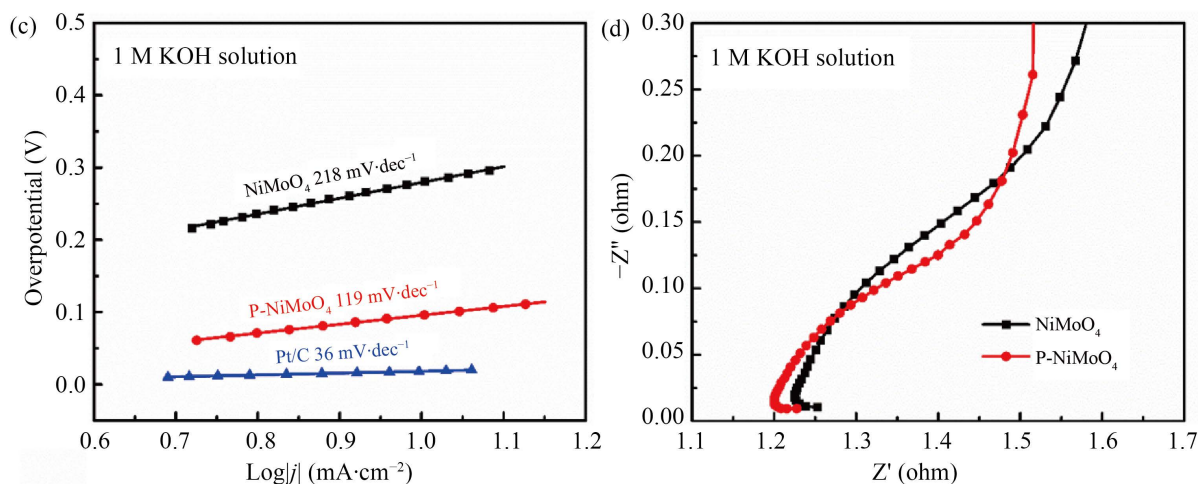 (c)
1 M KOH solution
NiMoO₄ 218 mV·dec⁻¹
P-NiMoO₄ 119 mV·dec⁻¹
Pt/C 36 mV·dec⁻¹
Overpotential (V)
0.5
0.4
0.3
0.2
0.1
0.0
0.6 0.7 0.8 0.9 1.0 1.1 1.2
Log|j| (mA·cm⁻²)
(d)
1 M KOH solution
−Z″ (ohm)
0.30
0.25
0.20
0.15
0.10
0.05
0.00
NiMoO₄
P-NiMoO₄
1.1 1.2 1.3 1.4 1.5 1.6 1.7
Z′ (ohm)